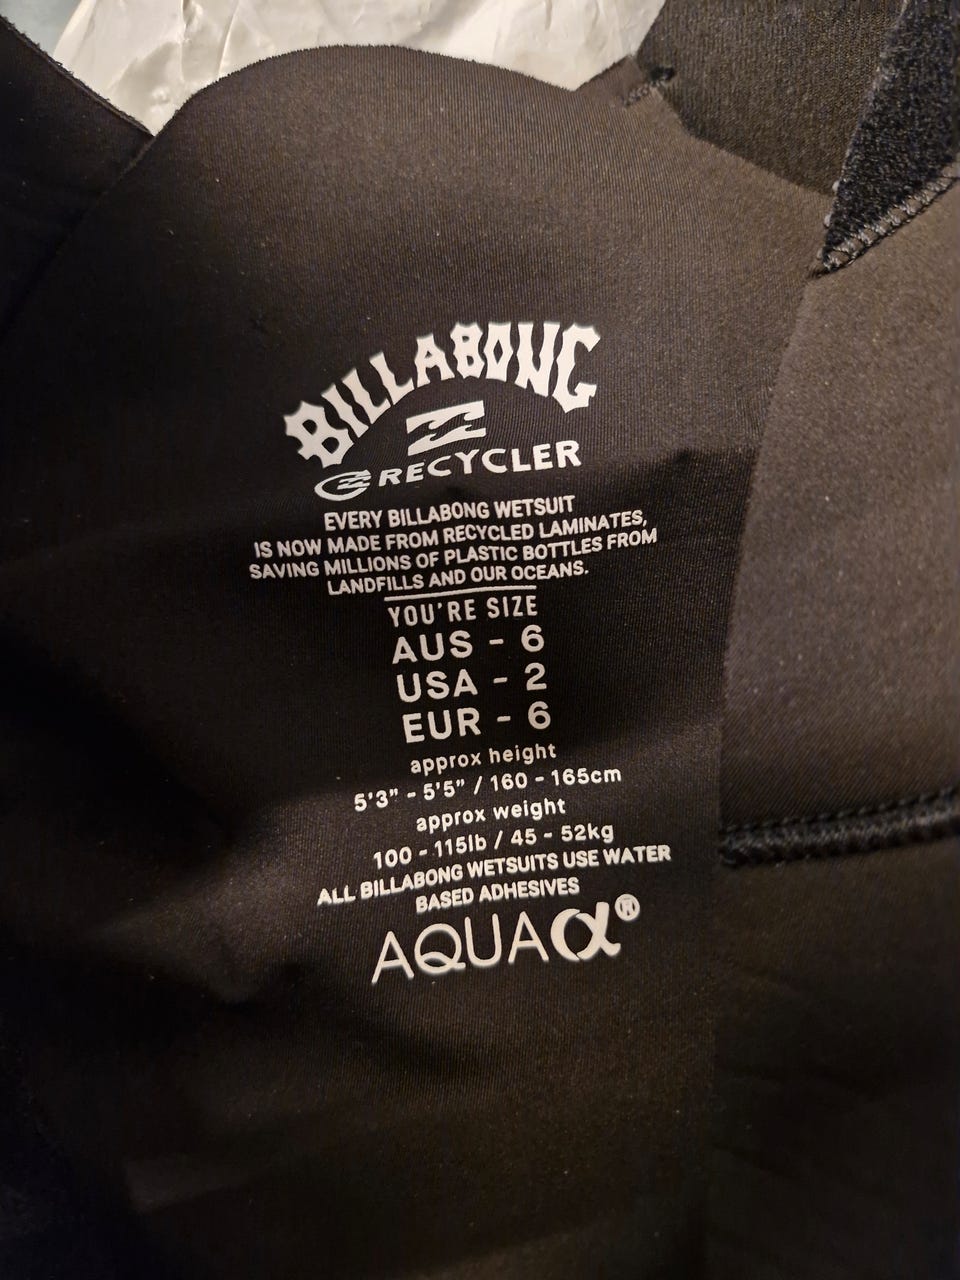 BILLABONG
RECYCLER
EVERY BILLABONG WETSUIT
IS NOW MADE FROM RECYCLED LAMINATES,
SAVING MILLIONS OF PLASTIC BOTTLES FROM
LANDFILLS AND OUR OCEANS.
YOU'RE SIZE
AUS - 6
USA - 2
EUR - 6
approx height
5'3" - 5'5" / 160 - 165cm
approx weight
100 - 115lb / 45 - 52kg
ALL BILLABONG WETSUITS USE WATER
BASED ADHESIVES
AQUA α®